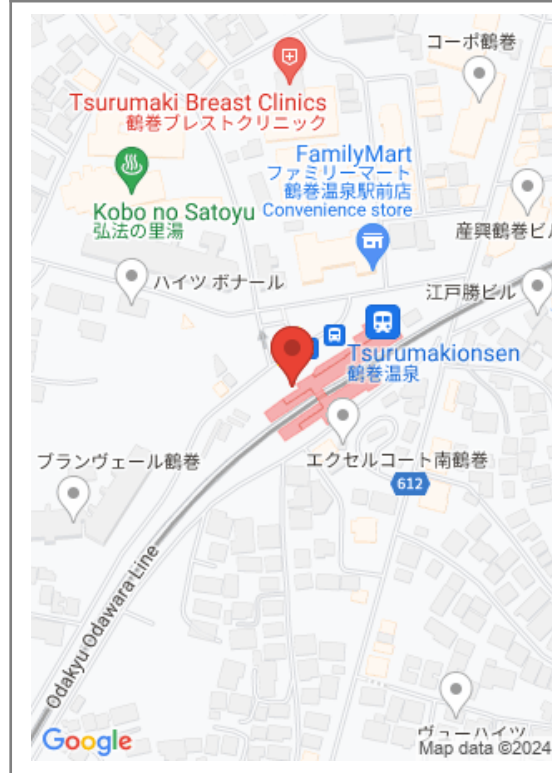 コーポ鶴巻
Tsurumaki Breast Clinics
鶴巻ブレストクリニック
FamilyMart
ファミリーマート
鶴巻温泉駅前店
Convenience store
Kobo no Satoyu
弘法の里湯
産興鶴巻ビル
ハイツ ボナール
江戸勝ビル
Tsurumakionsen
鶴巻温泉
ブランヴェール鶴巻
エクセルコート南鶴巻
612
Odakyu Odawara Line
ヴューハイツ
Google
Map data ©2024